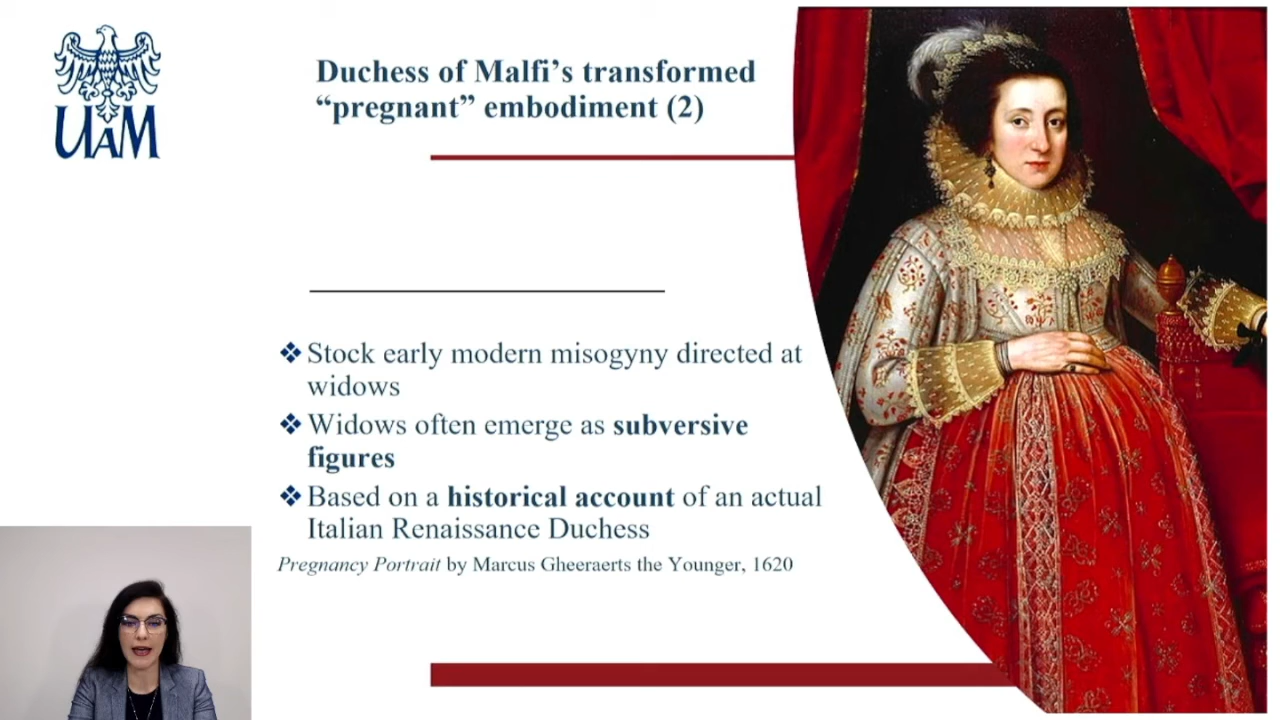 UAM
Duchess of Malfi’s transformed
“pregnant” embodiment (2)
❖ Stock early modern misogyny directed at
widows
❖ Widows often emerge as subversive
figures
❖ Based on a historical account of an actual
Italian Renaissance Duchess
Pregnancy Portrait by Marcus Gheeraerts the Younger, 1620